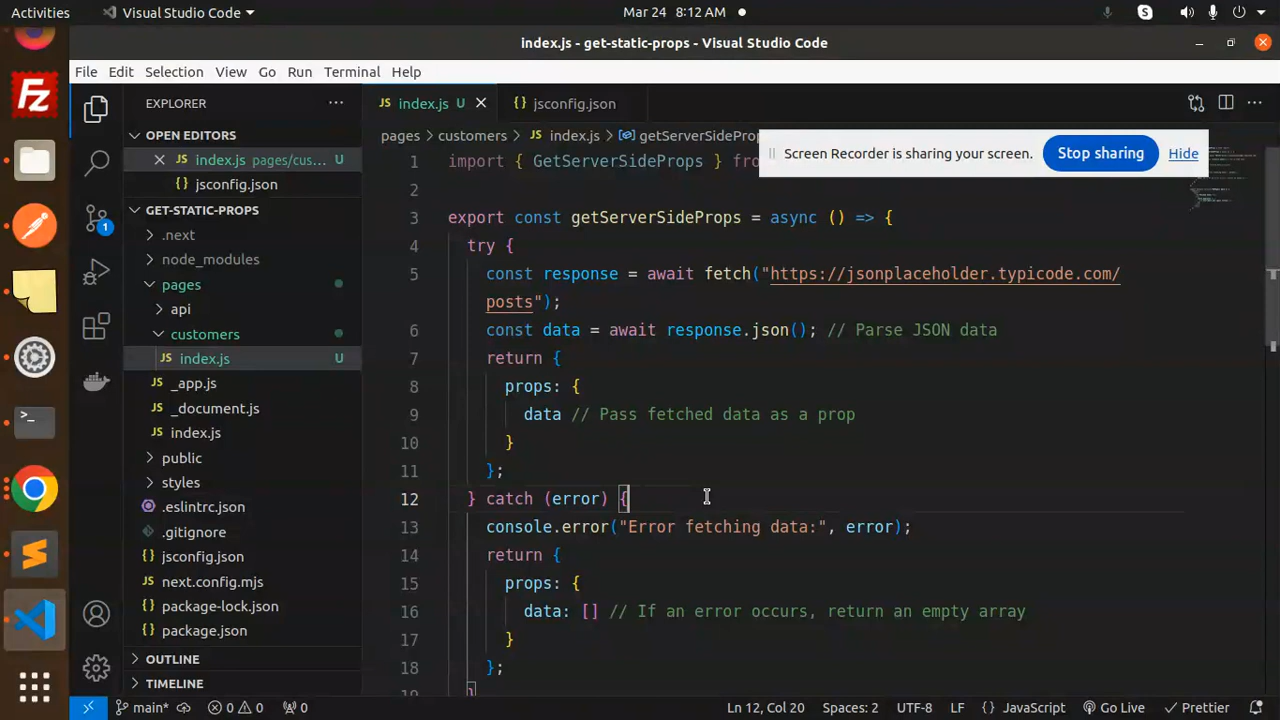 Activities Visual Studio Code Mar 24 8:12 AM
index.js - get-static-props - Visual Studio Code
File Edit Selection View Go Run Terminal Help
EXPLORER
OPEN EDITORS
index.js pages/cus... U
jsconfig.json
GET-STATIC-PROPS
.next
node_modules
pages
api
customers
index.js U
_app.js
_document.js
index.js
public
styles
.eslintrc.js
.gitignore
jsconfig.json
next.config.mjs
package-lock.json
package.json
OUTLINE
TIMELINE
1
JS index.js U
jsconfig.json
pages > customers > JS index.js > getServerSideProp
Screen Recorder is sharing your screen. Stop sharing Hide
1 import { GetServerSideProps } from
2
3 export const getServerSideProps = async () => {
4 try {
5 const response = await fetch("https://jsonplaceholder.typicode.com/
posts");
6 const data = await response.json(); // Parse JSON data
7 return {
8 props: {
9 data // Pass fetched data as a prop
10 }
11 };
12 } catch (error) {
13 console.error("Error fetching data:", error);
14 return {
15 props: {
16 data: [] // If an error occurs, return an empty array
17 }
18 };
main* 0 0 0 Ln 12, Col 20 Spaces: 2 UTF-8 LF {} JavaScript Go Live Prettier